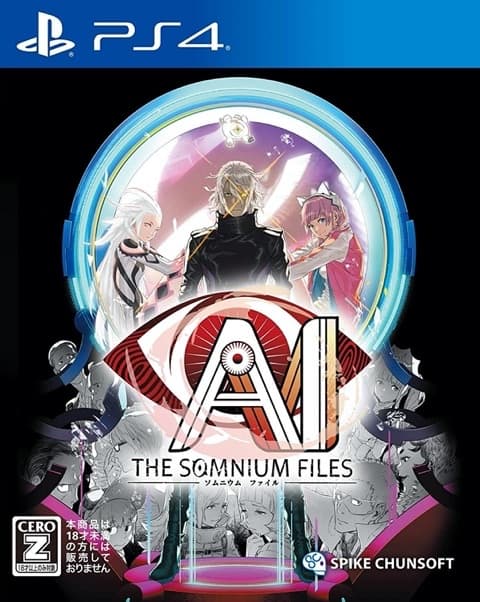 PS4
AI
THE SOMNIUM FILES
ソムニウム ファイル
CERO
Z
18才以上のみ対象
本商品は
18才未満
の方には
販売して
おりません
SPIKE CHUNSOFT